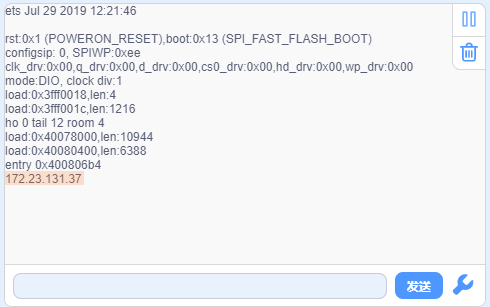 ets Jul 29 2019 12:21:46
rst:0x1 (POWERON_RESET),boot:0x13 (SPI_FAST_FLASH_BOOT)
configsip: 0, SPIWP:0xee
clk_drv:0x00,q_drv:0x00,d_drv:0x00,cs0_drv:0x00,hd_drv:0x00,wp_drv:0x00
mode:DIO, clock div:1
load:0x3fff0018,len:4
load:0x3fff001c,len:1216
ho 0 tail 12 room 4
load:0x40078000,len:10944
load:0x40080400,len:6388
entry 0x400806b4
172.23.131.37
发送